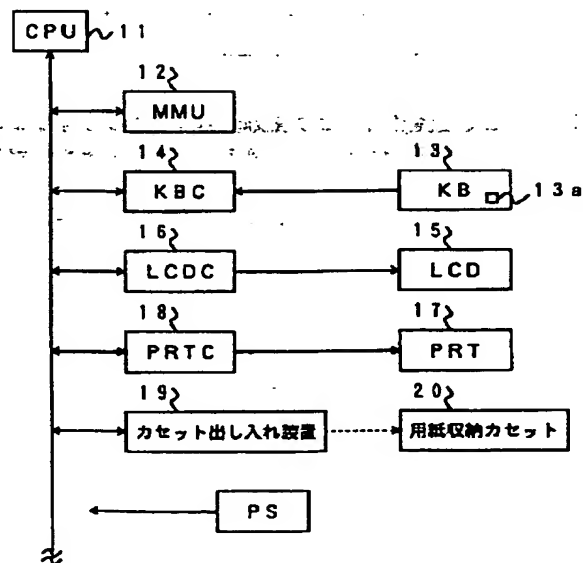 CPU 11
12
MMU
14 13
KBC KB 13a
16 15
LCDC LCD
18 17
PRTC PRT
19 20
カセット出し入れ装置 用紙収納カセット
PS